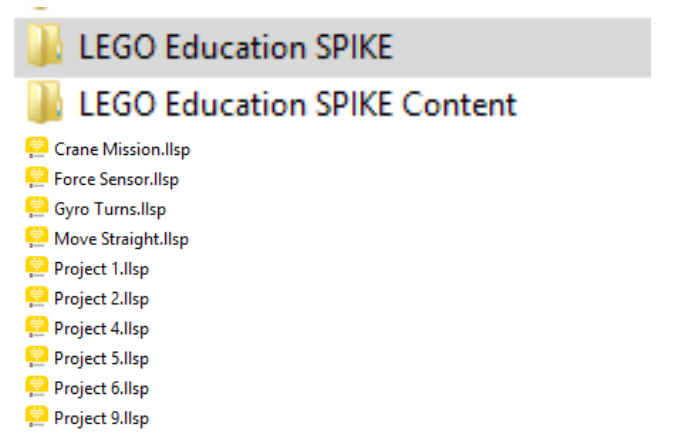 LEGO Education SPIKE
LEGO Education SPIKE Content
Crane Mission.llsp
Force Sensor.llsp
Gyro Turns.llsp
Move Straight.llsp
Project 1.llsp
Project 2.llsp
Project 4.llsp
Project 5.llsp
Project 6.llsp
Project 9.llsp